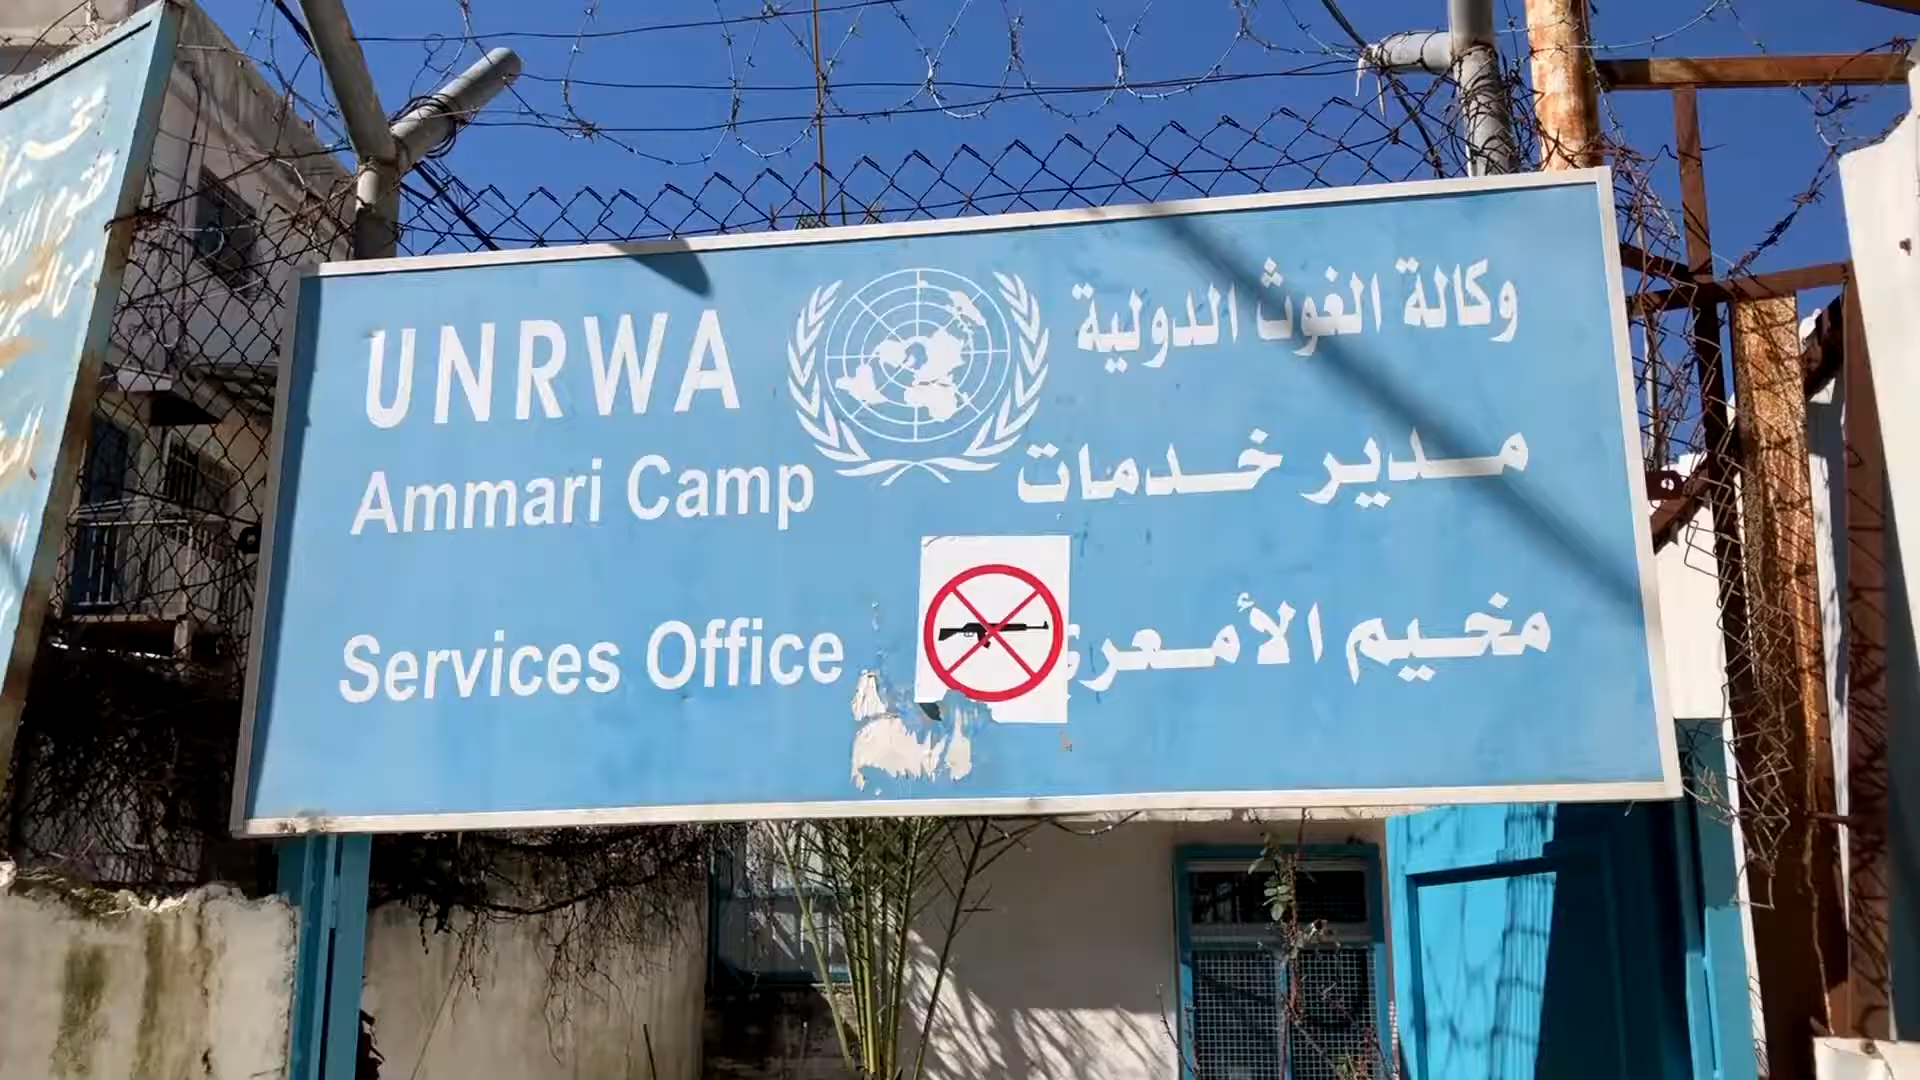 UNRWA
Ammari Camp
Services Office
وكالة الغوث الدولية
مدير خدمات
مخيم الأمعري